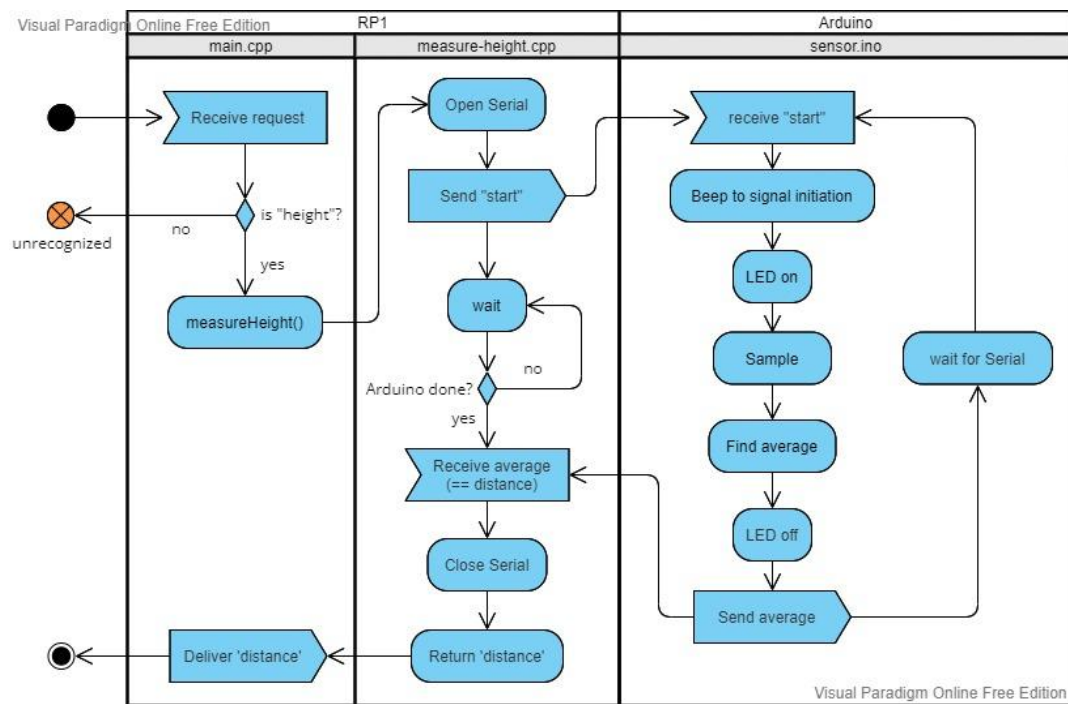 Visual Paradigm Online Free Edition
RP1
Arduino
main.cpp
measure-height.cpp
sensor.ino
Receive request
is "height"?
no
unrecognized
yes
measureHeight()
Open Serial
Send "start"
wait
no
Arduino done?
yes
Receive average
(== distance)
Close Serial
Return 'distance'
Deliver 'distance'
receive "start"
Beep to signal initiation
LED on
Sample
wait for Serial
Find average
LED off
Send average
Visual Paradigm Online Free Edition